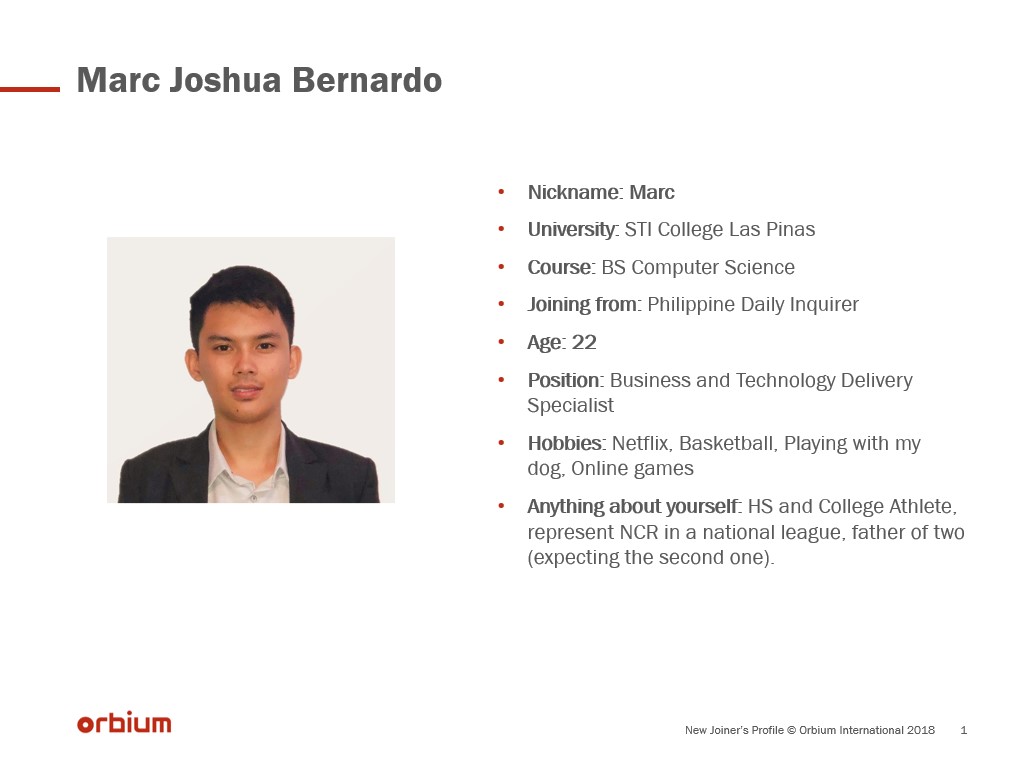 Marc Joshua Bernardo
• Nickname: Marc
• University: STI College Las Pinas
• Course: BS Computer Science
• Joining from: Philippine Daily Inquirer
• Age: 22
• Position: Business and Technology Delivery
Specialist
• Hobbies: Netflix, Basketball, Playing with my
dog, Online games
• Anything about yourself: HS and College Athlete,
represent NCR in a national league, father of two
(expecting the second one).
orbium
New Joiner's Profile © Orbium International 2018 1